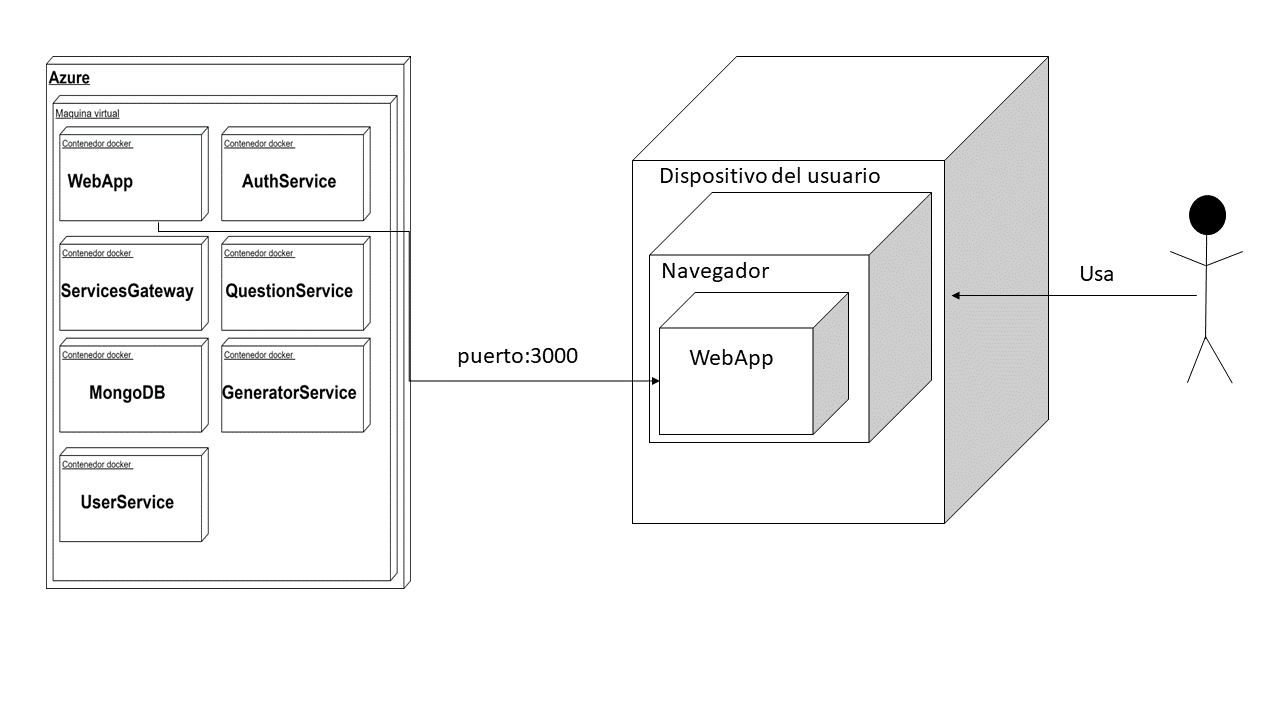 Azure
Maquina virtual
Contenedor docker
WebApp
Contenedor docker
AuthService
Contenedor docker
ServicesGateway
Contenedor docker
QuestionService
Contenedor docker
MongoDB
Contenedor docker
GeneratorService
Contenedor docker
UserService
puerto:3000
Dispositivo del usuario
Navegador
WebApp
Usa